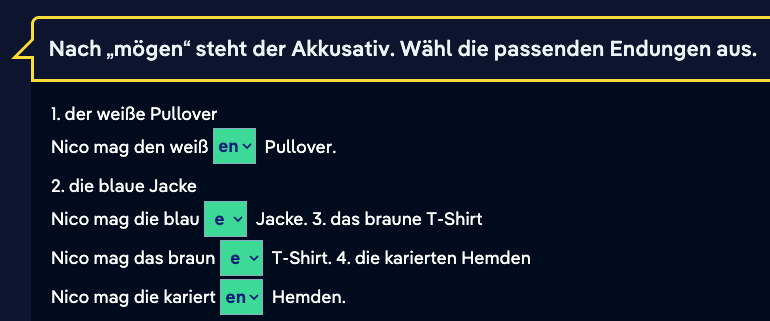 Nach „mögen“ steht der Akkusativ. Wähl die passenden Endungen aus.
1. der weiße Pullover
Nico mag den weiß en Pullover.
2. die blaue Jacke
Nico mag die blau e Jacke. 3. das braune T-Shirt
Nico mag das braun e T-Shirt. 4. die karierten Hemden
Nico mag die kariert en Hemden.